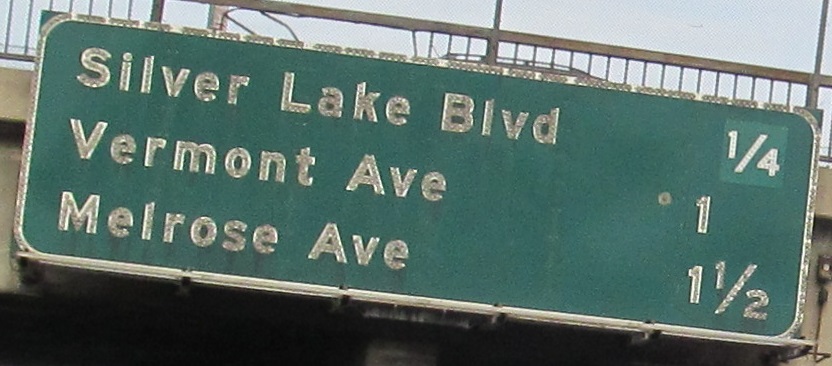 Silver Lake Blvd 1/4
Vermont Ave 1
Melrose Ave 1 1/2